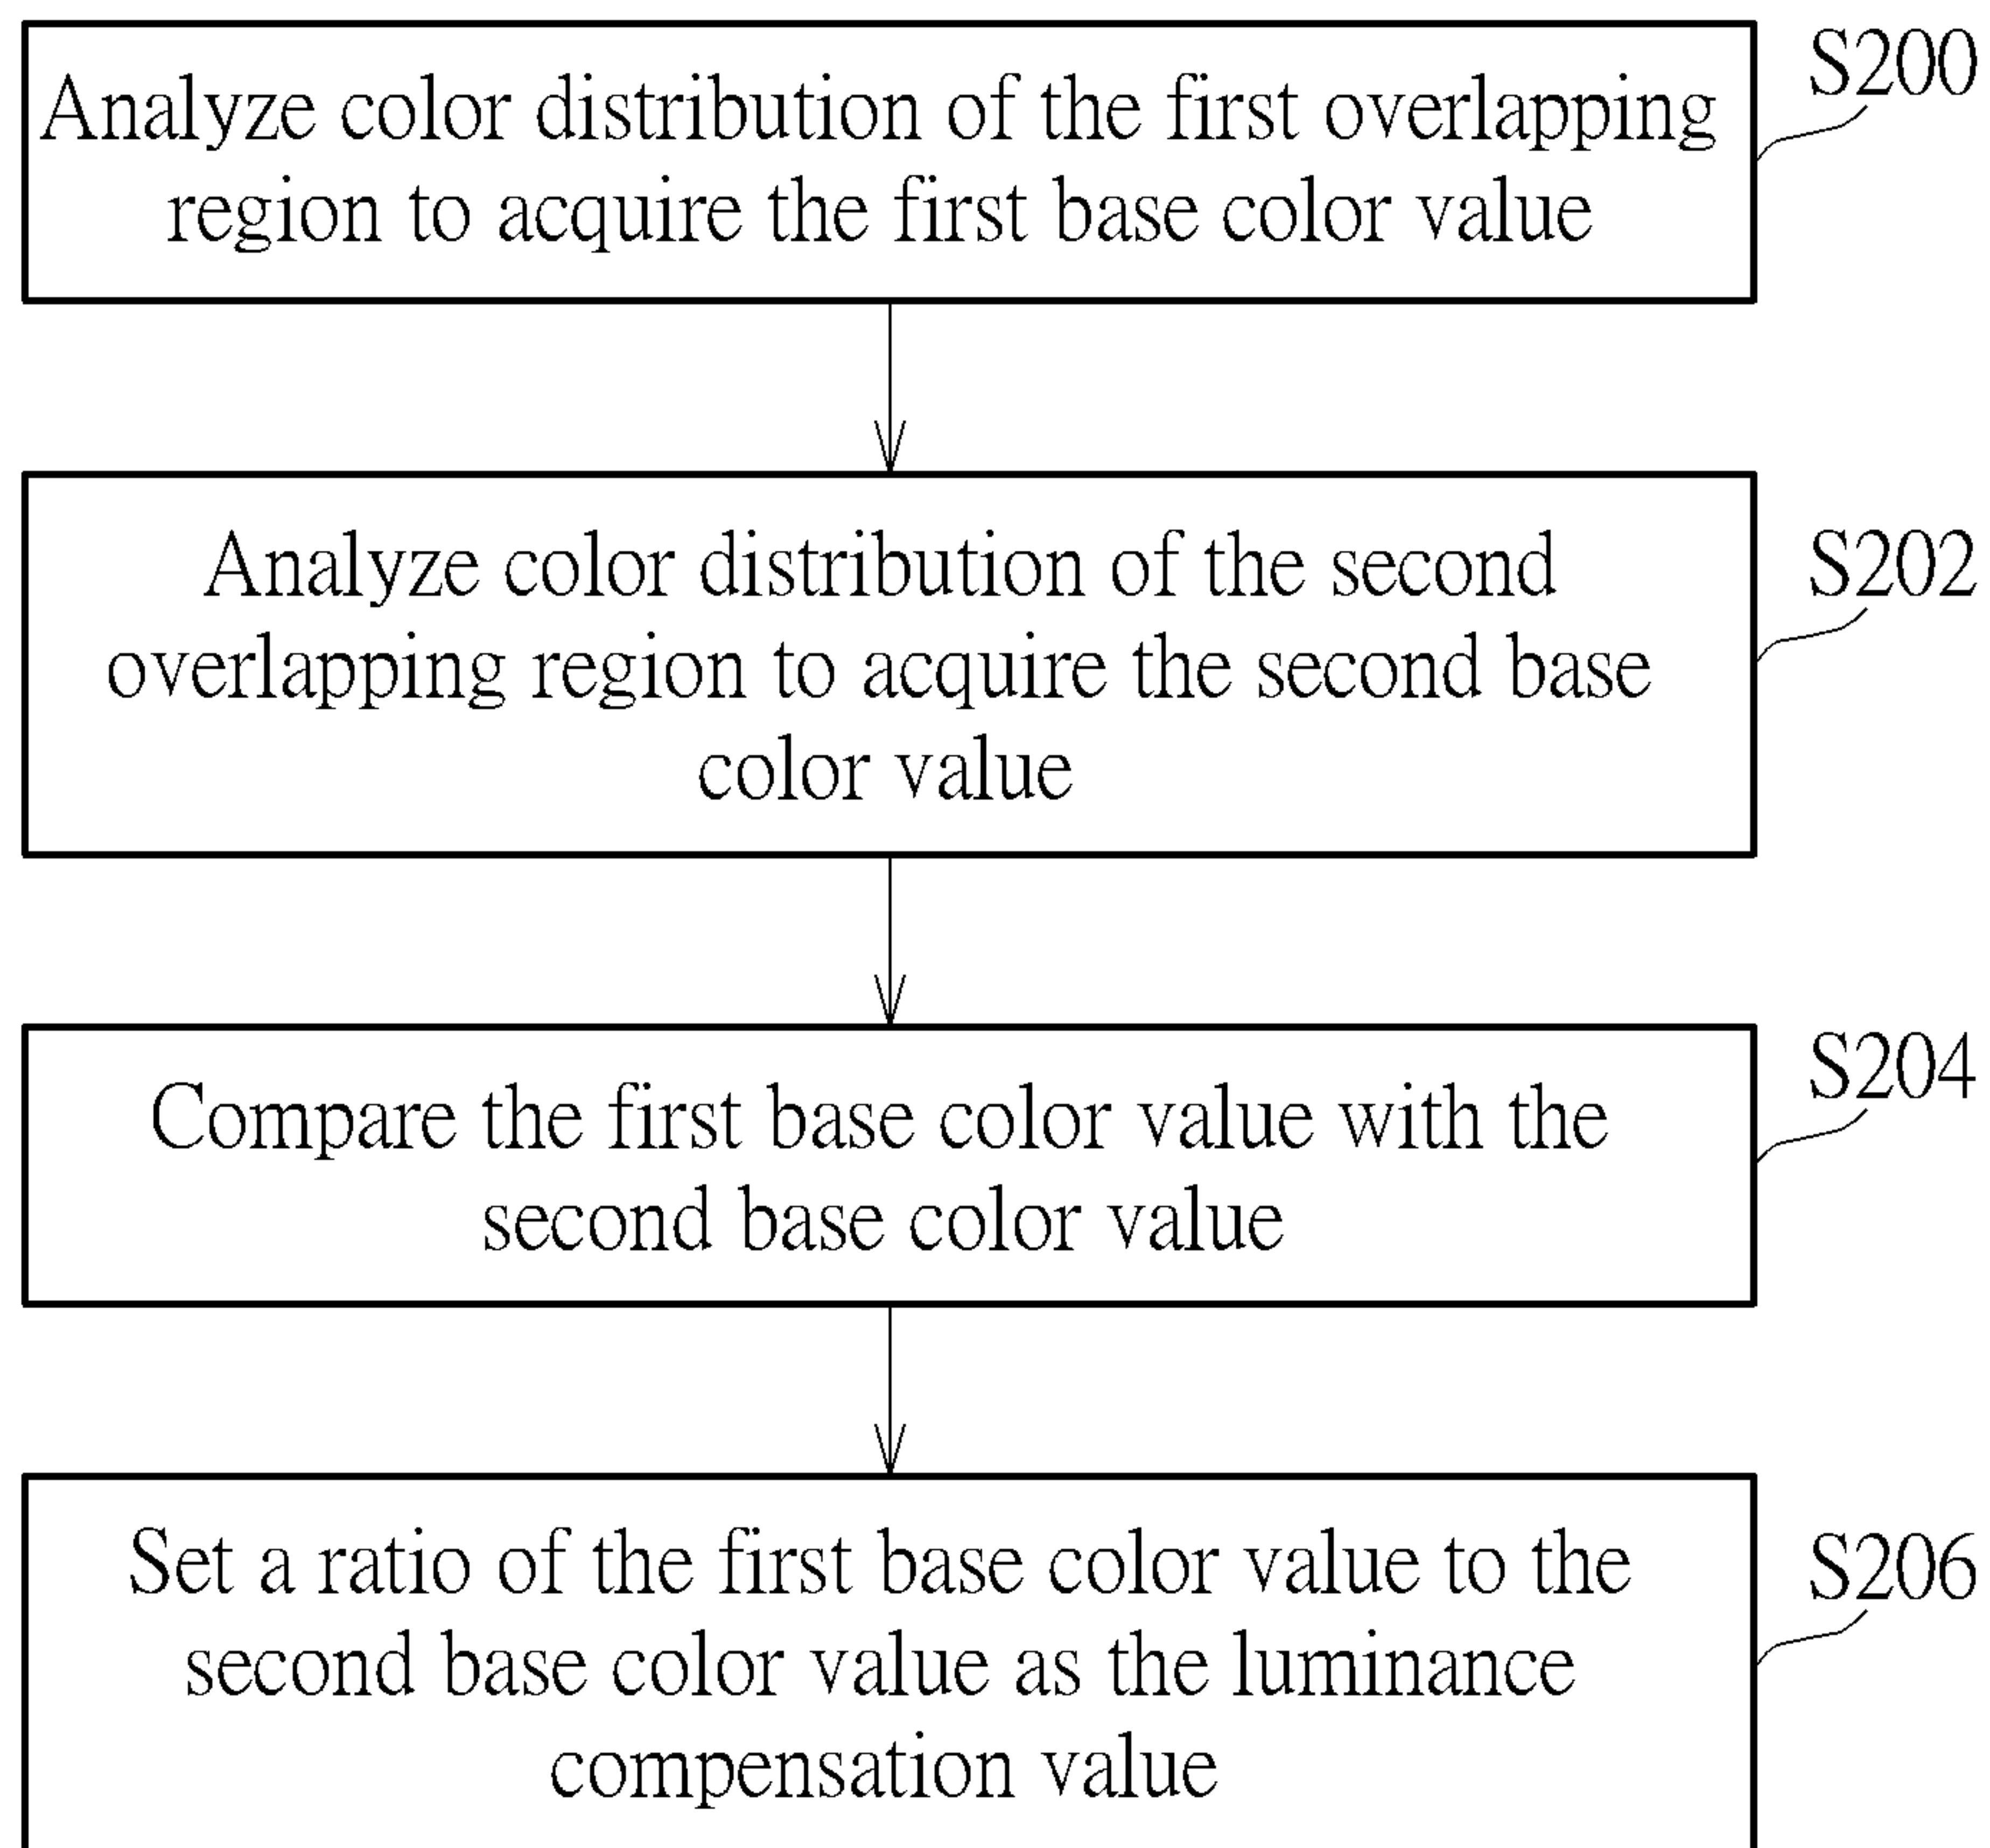 Analyze color distribution of the first overlapping
region to acquire the first base color value
S200
Analyze color distribution of the second
overlapping region to acquire the second base
color value
S202
Compare the first base color value with the
second base color value
S204
Set a ratio of the first base color value to the
second base color value as the luminance
compensation value
S206